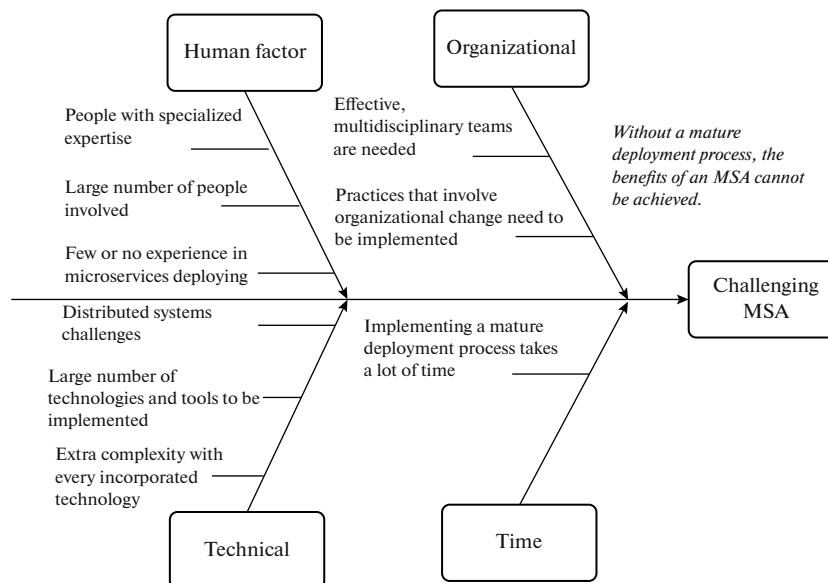 Human factor
Organizational
People with specialized
expertise
Large number of people
involved
Few or no experience in
microservices deploying
Effective,
multidisciplinary teams
are needed
Practices that involve
organizational change need to
be implemented
Without a mature
deployment process, the
benefits of an MSA cannot
be achieved.
Challenging
MSA
Distributed systems
challenges
Large number of
technologies and tools to be
implemented
Extra complexity with
every incorporated
technology
Implementing a mature
deployment process takes
a lot of time
Technical
Time